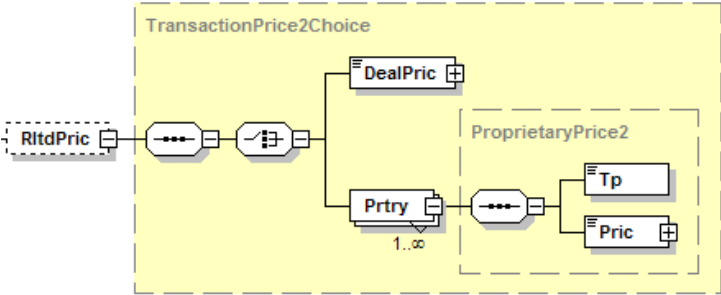 TransactionPrice2Choice
DealPric
RltdPric
ProprietaryPrice2
Tp
Prtry
Pric
1..∞